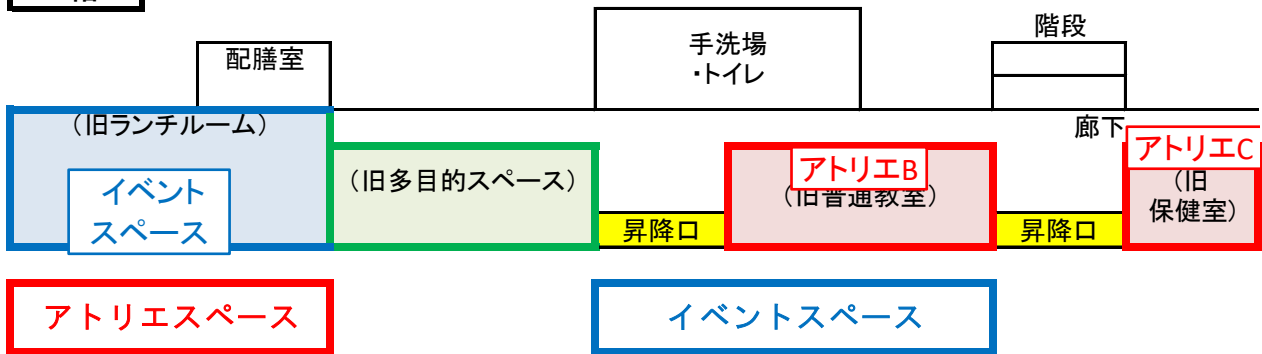 階段
手洗場
・トイレ
配膳室
(旧ランチルーム)
廊下
アトリエC
(旧
保健室)
アトリエB
(旧普通教室)
(旧多目的スペース)
イベント
スペース
昇降口
昇降口
アトリエスペース
イベントスペース